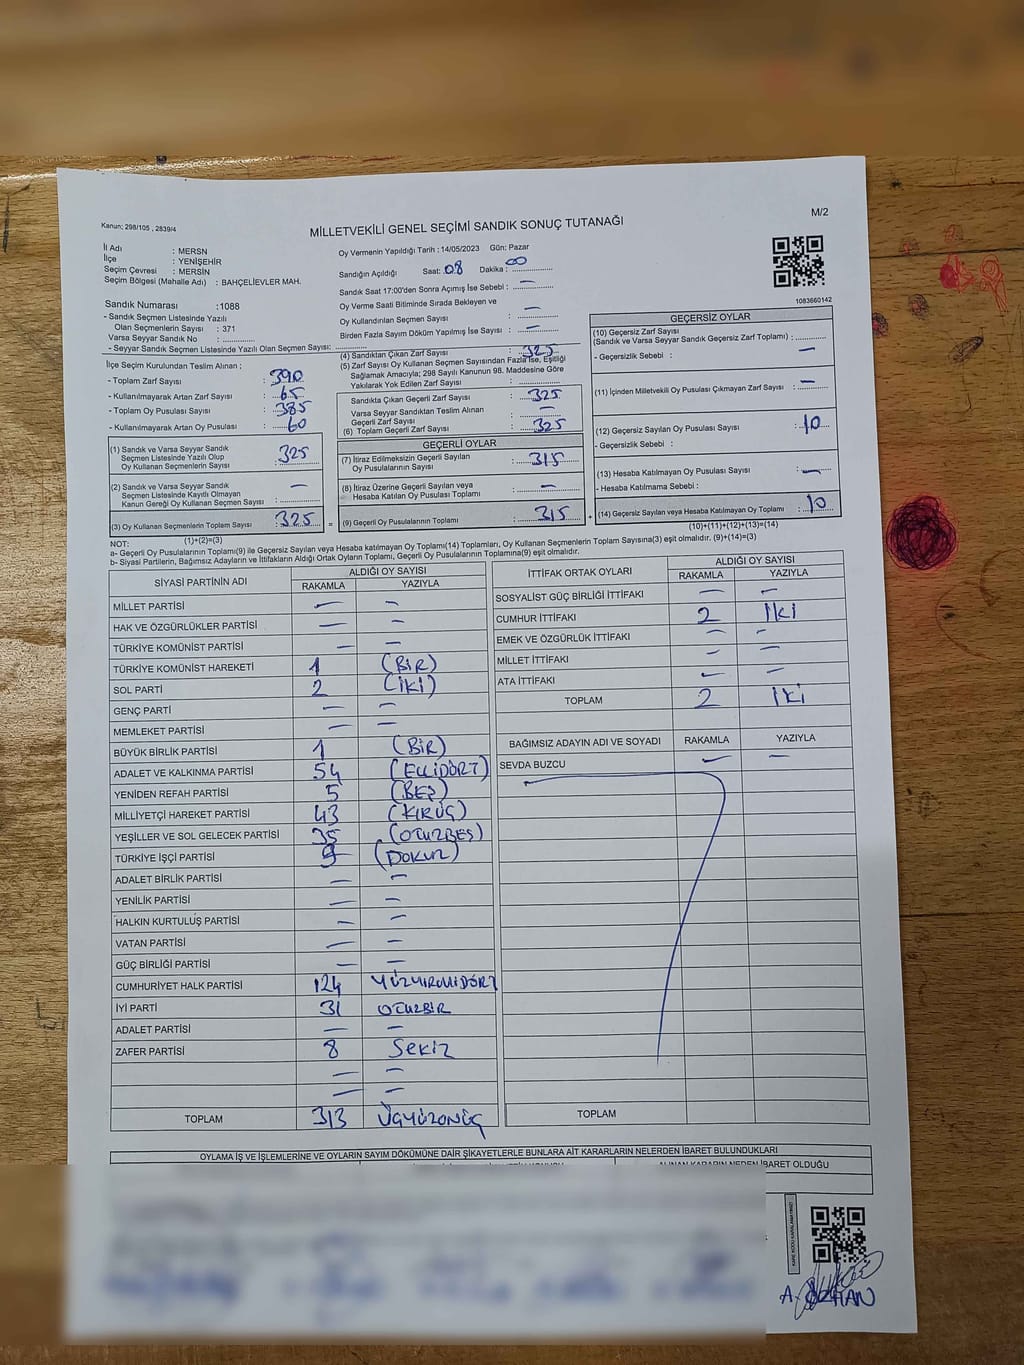 Kanun; 298/105 , 2839/4
MİLLETVEKİLİ GENEL SEÇİMİ SANDIK SONUÇ TUTANAĞI
M/2
İl Adı : MERSN
İlçe : YENİŞEHİR
Seçim Çevresi : MERSİN
Seçim Bölgesi (Mahalle Adı) : BAHÇELİEVLER MAH.
Sandık Numarası : 1088
- Sandık Seçmen Listesinde Yazılı
Olan Seçmenlerin Sayısı : 371
Varsa Seyyar Sandık No :
- Seyyar Sandık Seçmen Listesinde Yazılı Olan Seçmen Sayısı:
Oy Vermenin Yapıldığı Tarih : 14/05/2023 Gün: Pazar
Sandığın Açıldığı Saat: 08 Dakika : 00
Sandık Saat 17:00'den Sonra Açımış İse Sebebi : —
Oy Verme Saati Bitiminde Sırada Bekleyen ve
Oy Kullandırılan Seçmen Sayısı : —
Birden Fazla Sayım Döküm Yapılmış İse Sayısı : —
1083660142
İlçe Seçim Kurulundan Teslim Alınan ;
- Toplam Zarf Sayısı : 390
- Kullanılmayarak Artan Zarf Sayısı : 65
- Toplam Oy Pusulası Sayısı : 385
- Kullanılmayarak Artan Oy Pusulası : 60
(1) Sandık ve Varsa Seyyar Sandık
Seçmen Listesinde Yazılı Olup
Oy Kullanan Seçmenlerin Sayısı : 325
(2) Sandık ve Varsa Seyyar Sandık
Seçmen Listesinde Kayıtlı Olmayan
Kanun Gereği Oy Kullanan Seçmen Sayısı : —
(3) Oy Kullanan Seçmenlerin Toplam Sayısı : 325
(1)+(2)=(3)
(4) Sandıktan Çıkan Zarf Sayısı : 325
(5) Zarf Sayısı Oy Kullanan Seçmen Sayısından Fazla İse, Eşitliği
Sağlamak Amacıyla; 298 Sayılı Kanunun 98. Maddesine Göre
Yakılarak Yok Edilen Zarf Sayısı :
Sandıkta Çıkan Geçerli Zarf Sayısı : 325
Varsa Seyyar Sandıktan Teslim Alınan
Geçerli Zarf Sayısı : —
(6) Toplam Geçerli Zarf Sayısı : 325
GEÇERLİ OYLAR
(7) İtiraz Edilmeksizin Geçerli Sayılan
Oy Pusulalarının Sayısı : 315
(8) İtiraz Üzerine Geçerli Sayılan veya
Hesaba Katılan Oy Pusulası Toplamı : —
= (9) Geçerli Oy Pusulalarının Toplamı : 315 +
GEÇERSİZ OYLAR
(10) Geçersiz Zarf Sayısı
(Sandık ve Varsa Seyyar Sandık Geçersiz Zarf Toplamı) :
- Geçersizlik Sebebi : —
(11) İçinden Milletvekili Oy Pusulası Çıkmayan Zarf Sayısı : —
(12) Geçersiz Sayılan Oy Pusulası Sayısı : 10
- Geçersizlik Sebebi :
(13) Hesaba Katılmayan Oy Pusulası Sayısı : —
- Hesaba Katılmama Sebebi :
(14) Geçersiz Sayılan veya Hesaba Katılmayan Oy Toplamı : 10
(10)+(11)+(12)+(13)=(14)
NOT:
a- Geçerli Oy Pusulalarının Toplamı(9) ile Geçersiz Sayılan veya Hesaba katılmayan Oy Toplamı(14) Toplamları, Oy Kullanan Seçmenlerin Toplam Sayısına(3) eşit olmalıdır. (9)+(14)=(3)
b- Siyasi Partilerin, Bağımsız Adayların ve İttifakların Aldığı Ortak Oyların Toplamı, Geçerli Oy Pusulalarının Toplamına(9) eşit olmalıdır.
SİYASİ PARTİNİN ADI ALDIĞI OY SAYISI
RAKAMLA YAZIYLA
MİLLET PARTİSİ — —
HAK VE ÖZGÜRLÜKLER PARTİSİ — —
TÜRKİYE KOMÜNİST PARTİSİ — —
TÜRKİYE KOMÜNİST HAREKETİ 1 (BİR)
SOL PARTİ 2 (İKİ)
GENÇ PARTİ — —
MEMLEKET PARTİSİ — —
BÜYÜK BİRLİK PARTİSİ 1 (BİR)
ADALET VE KALKINMA PARTİSİ 54 (ELLİDÖRT)
YENİDEN REFAH PARTİSİ 5 (BEŞ)
MİLLİYETÇİ HAREKET PARTİSİ 43 (KIRÜÇ)
YEŞİLLER VE SOL GELECEK PARTİSİ 35 (OTUZBEŞ)
TÜRKİYE İŞÇİ PARTİSİ 9 (DOKUZ)
ADALET BİRLİK PARTİSİ — —
YENİLİK PARTİSİ — —
HALKIN KURTULUŞ PARTİSİ — —
VATAN PARTİSİ — —
GÜÇ BİRLİĞİ PARTİSİ — —
CUMHURİYET HALK PARTİSİ 124 YÜZYİRMİDÖRT
İYİ PARTİ 31 OTUZBİR
ADALET PARTİSİ — —
ZAFER PARTİSİ 8 SEKİZ
— —
— —
TOPLAM 313 ÜÇYÜZONÜÇ
İTTİFAK ORTAK OYLARI ALDIĞI OY SAYISI
RAKAMLA YAZIYLA
SOSYALİST GÜÇ BİRLİĞİ İTTİFAKI — —
CUMHUR İTTİFAKI 2 İKİ
EMEK VE ÖZGÜRLÜK İTTİFAKI — —
MİLLET İTTİFAKI — —
ATA İTTİFAKI — —
TOPLAM 2 İKİ
BAĞIMSIZ ADAYIN ADI VE SOYADI RAKAMLA YAZIYLA
SEVDA BUZCU — —
TOPLAM
OYLAMA İŞ VE İŞLEMLERİNE VE OYLARIN SAYIM DÖKÜMÜNE DAİR ŞİKAYETLERLE BUNLARA AİT KARARLARIN NELERDEN İBARET BULUNDUKLARI
ALINAN KARARIN NEDEN İBARET OLDUĞU